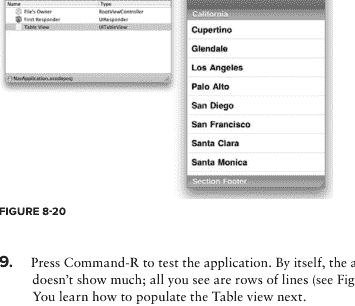 Name Type
File's Owner RootViewController
First Responder UIResponder
Table View UITableView
NavApplication.xcodeproj
California
Cupertino
Glendale
Los Angeles
Palo Alto
San Diego
San Francisco
Santa Clara
Santa Monica
Section Footer
FIGURE 8-20
9. Press Command-R to test the application. By itself, the a
doesn't show much; all you see are rows of lines (see Fig
You learn how to populate the Table view next.